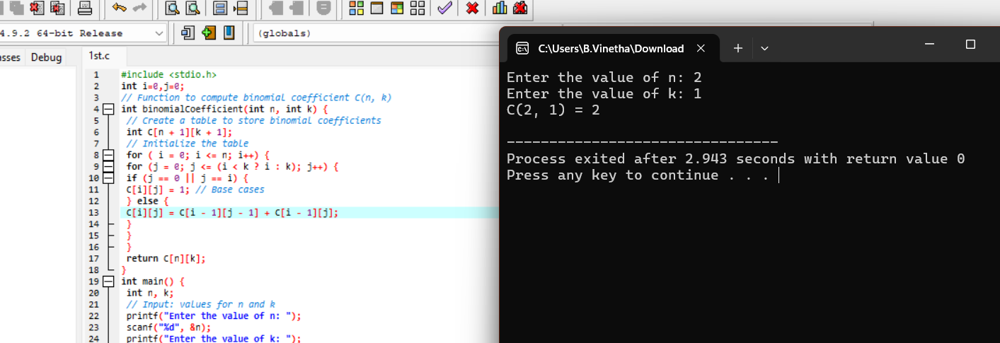 4.9.2 64-bit Release
(globals)
sses
Debug
1st.c
1 #include <stdio.h>
2 int i=0,j=0;
3 // Function to compute binomial coefficient C(n, k)
4 int binomialCoefficient(int n, int k) {
5 // Create a table to store binomial coefficients
6 int C[n + 1][k + 1];
7 // Initialize the table
8 for ( i = 0; i <= n; i++) {
9 for (j = 0; j <= (i < k ? i : k); j++) {
10 if (j == 0 || j == i) {
11 C[i][j] = 1; // Base cases
12 } else {
13 C[i][j] = C[i - 1][j - 1] + C[i - 1][j];
14 }
15 }
16 }
17 return C[n][k];
18 }
19 int main() {
20 int n, k;
21 // Input: values for n and k
22 printf("Enter the value of n: ");
23 scanf("%d", &n);
24 printf("Enter the value of k: ");
C:\Users\B.Vinetha\Download
Enter the value of n: 2
Enter the value of k: 1
C(2, 1) = 2
--------------------------------
Process exited after 2.943 seconds with return value 0
Press any key to continue . . .